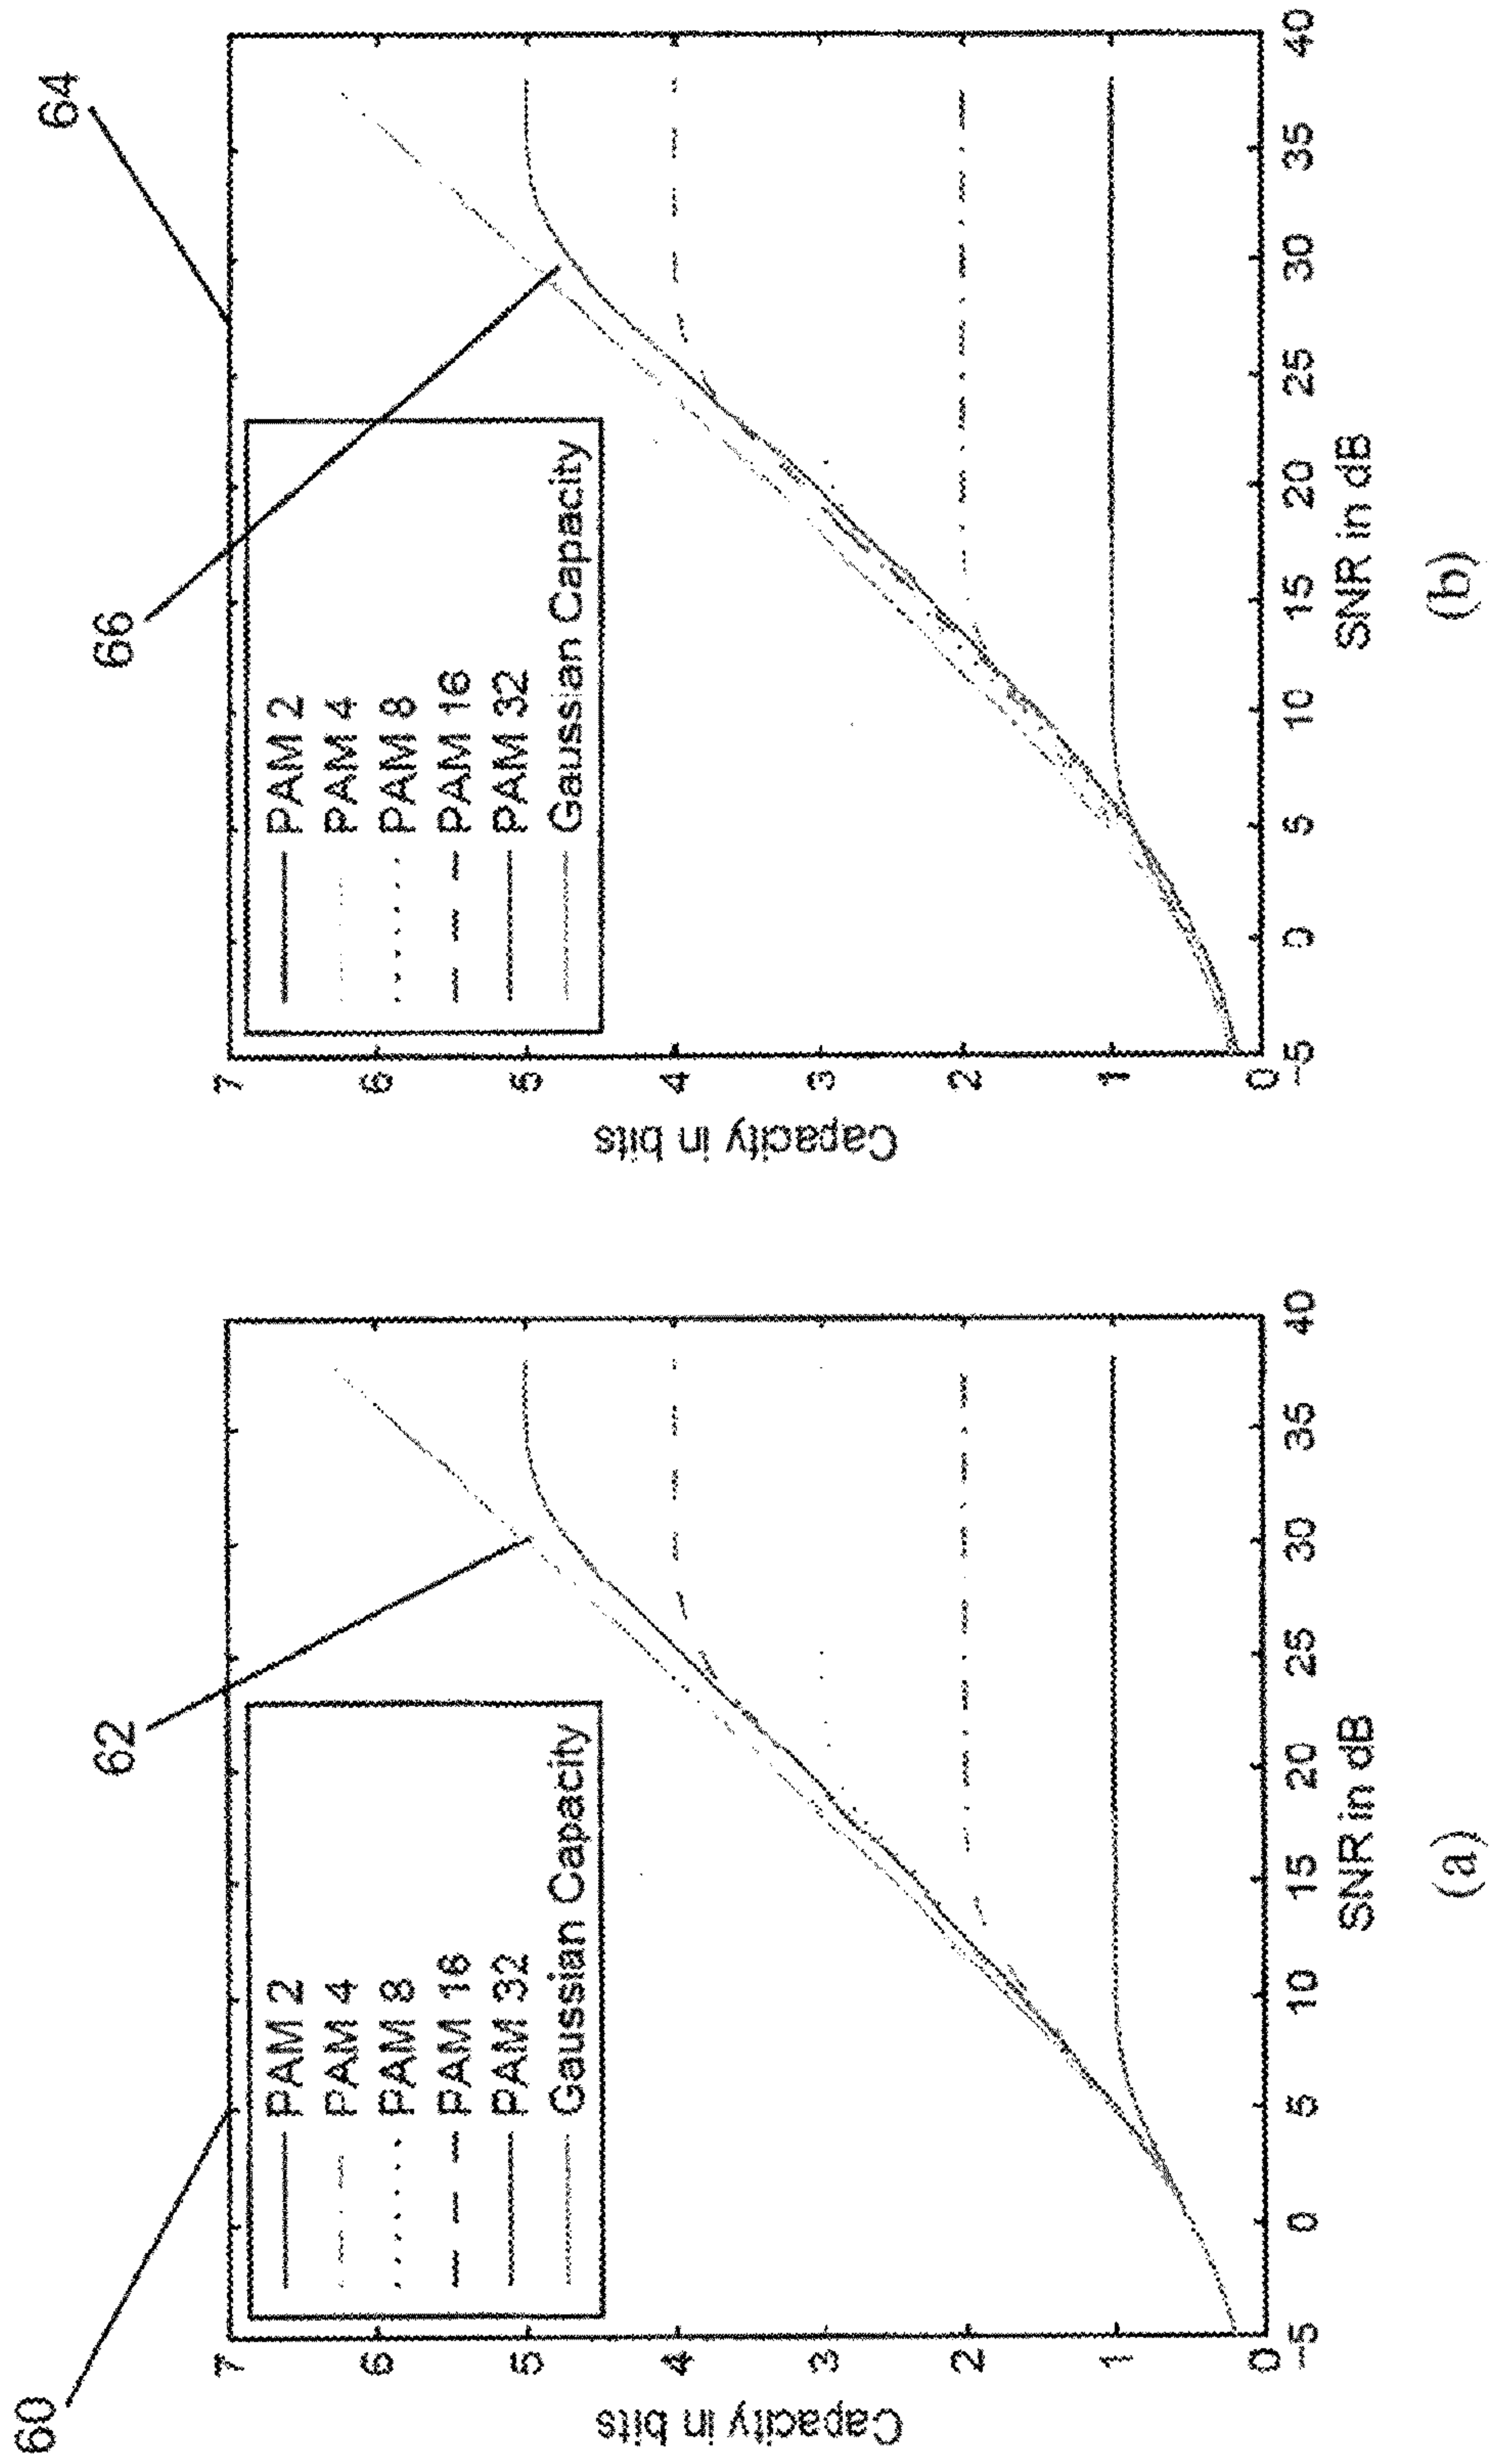 60
62
7
6
5
4
3
2
1
0
Capacity in bits
PAM 2
PAM 4
PAM 8
PAM 16
PAM 32
Gaussian Capacity
-5
0
5
10
15
20
25
30
35
40
SNR in dB
(a)
64
66
7
6
5
4
3
2
1
0
Capacity in bits
PAM 2
PAM 4
PAM 8
PAM 16
PAM 32
Gaussian Capacity
-5
0
5
10
15
20
25
30
35
40
SNR in dB
(b)